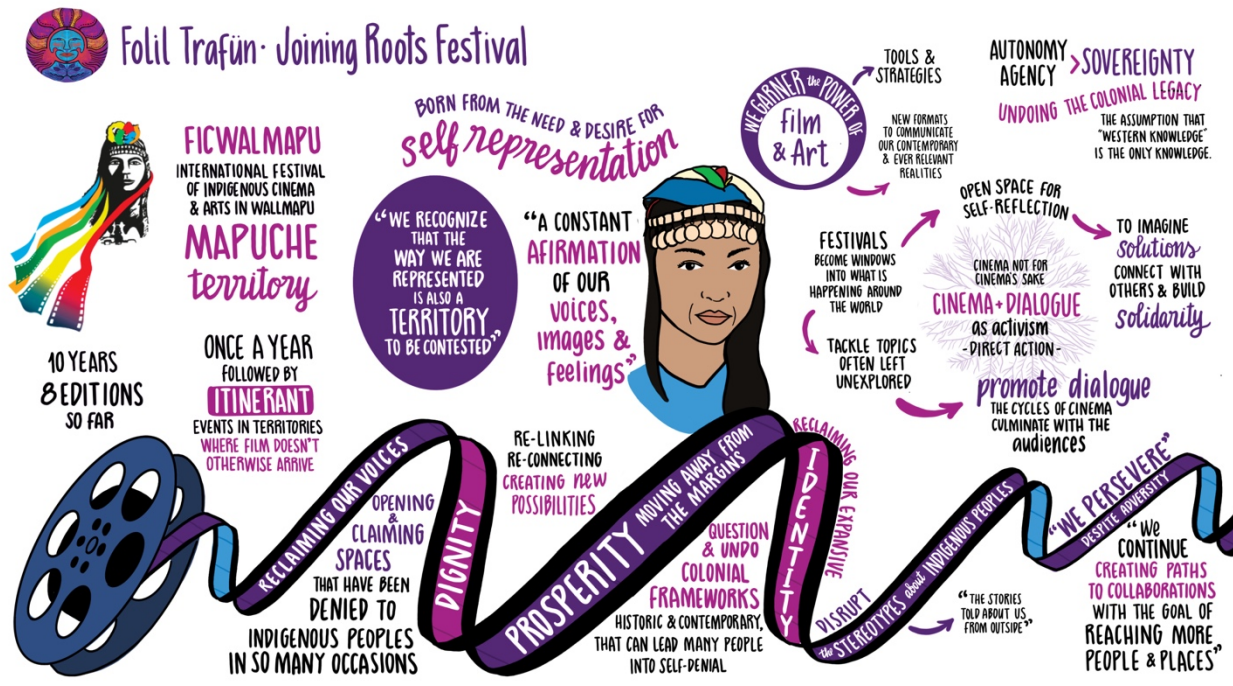 Folil Trafün · Joining Roots Festival
FICWALMAPU
INTERNATIONAL FESTIVAL
OF INDIGENOUS CINEMA
& ARTS IN WALLMAPU
MAPUCHE
territory
10 YEARS
8 EDITIONS
SO FAR
ONCE A YEAR
FOLLOWED BY
ITINERANT
EVENTS IN TERRITORIES
WHERE FILM DOESN'T
OTHERWISE ARRIVE
BORN FROM THE NEED & DESIRE FOR
self representation
"WE RECOGNIZE
THAT THE
WAY WE ARE
REPRESENTED
IS ALSO A
TERRITORY
TO BE CONTESTED"
"A CONSTANT
AFIRMATION
OF OUR
voices,
images &
feelings"
WE GARNER the POWER OF
film
& Art
TOOLS &
STRATEGIES
NEW FORMATS
TO COMMUNICATE
OUR CONTEMPORARY
& EVER RELEVANT
REALITIES
AUTONOMY
AGENCY
> SOVEREIGNTY
UNDOING THE COLONIAL LEGACY
THE ASSUMPTION THAT
"WESTERN KNOWLEDGE"
IS THE ONLY KNOWLEDGE.
FESTIVALS
BECOME WINDOWS
INTO WHAT IS
HAPPENING AROUND
THE WORLD
OPEN SPACE FOR
SELF-REFLECTION
TO IMAGINE
solutions
CONNECT WITH
OTHERS & BUILD
solidarity
CINEMA NOT FOR
CINEMA'S SAKE
CINEMA + DIALOGUE
as activism
- DIRECT ACTION -
TACKLE TOPICS
OFTEN LEFT
UNEXPLORED
promote dialogue
THE CYCLES OF CINEMA
CULMINATE WITH THE
audiences
RECLAIMING OUR VOICES
OPENING
&
CLAIMING
SPACES
THAT HAVE BEEN
DENIED TO
INDIGENOUS PEOPLES
IN SO MANY OCCASIONS
DIGNITY
RE-LINKING
RE-CONNECTING
CREATING new
POSSIBILITIES
PROSPERITY
MOVING AWAY FROM
THE MARGINS
QUESTION
& UNDO
COLONIAL
FRAMEWORKS
HISTORIC & CONTEMPORARY,
THAT CAN LEAD MANY PEOPLE
INTO SELF-DENIAL
RECLAIMING OUR EXPANSIVE
IDENTITY
DISRUPT
the STEREOTYPES about INDIGENOUS PEOPLES
"THE STORIES
TOLD ABOUT US
FROM OUTSIDE"
"WE PERSEVERE"
DESPITE ADVERSITY
"We
CONTINUE
CREATING PATHS
TO COLLABORATIONS
WITH THE GOAL OF
REACHING MORE
PEOPLE & PLACES"